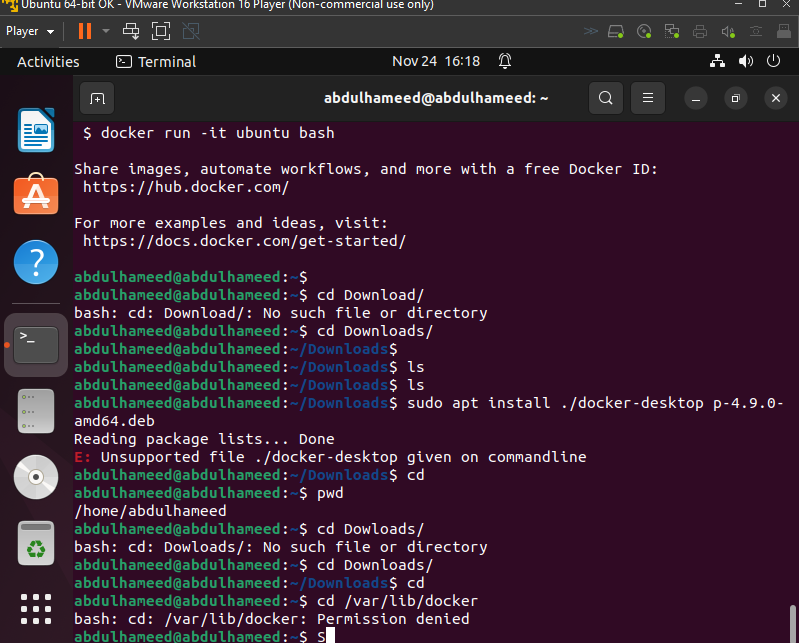 Ubuntu 64-bit OK - VMware Workstation 16 Player (Non-commercial use only)
Player
Activities
Terminal
Nov 24 16:18
abdulhameed@abdulhameed: ~
$ docker run -it ubuntu bash
Share images, automate workflows, and more with a free Docker ID:
https://hub.docker.com/
For more examples and ideas, visit:
https://docs.docker.com/get-started/
abdulhameed@abdulhameed:~$
abdulhameed@abdulhameed:~$ cd Download/
bash: cd: Download/: No such file or directory
abdulhameed@abdulhameed:~$ cd Downloads/
abdulhameed@abdulhameed:~/Downloads$
abdulhameed@abdulhameed:~/Downloads$ ls
abdulhameed@abdulhameed:~/Downloads$ ls
abdulhameed@abdulhameed:~/Downloads$ sudo apt install ./docker-desktop p-4.9.0-
amd64.deb
Reading package lists... Done
E: Unsupported file ./docker-desktop given on commandline
abdulhameed@abdulhameed:~/Downloads$ cd
abdulhameed@abdulhameed:~$ pwd
/home/abdulhameed
abdulhameed@abdulhameed:~$ cd Dowloads/
bash: cd: Dowloads/: No such file or directory
abdulhameed@abdulhameed:~$ cd Downloads/
abdulhameed@abdulhameed:~/Downloads$ cd
abdulhameed@abdulhameed:~$ cd /var/lib/docker
bash: cd: /var/lib/docker: Permission denied
abdulhameed@abdulhameed:~$ S